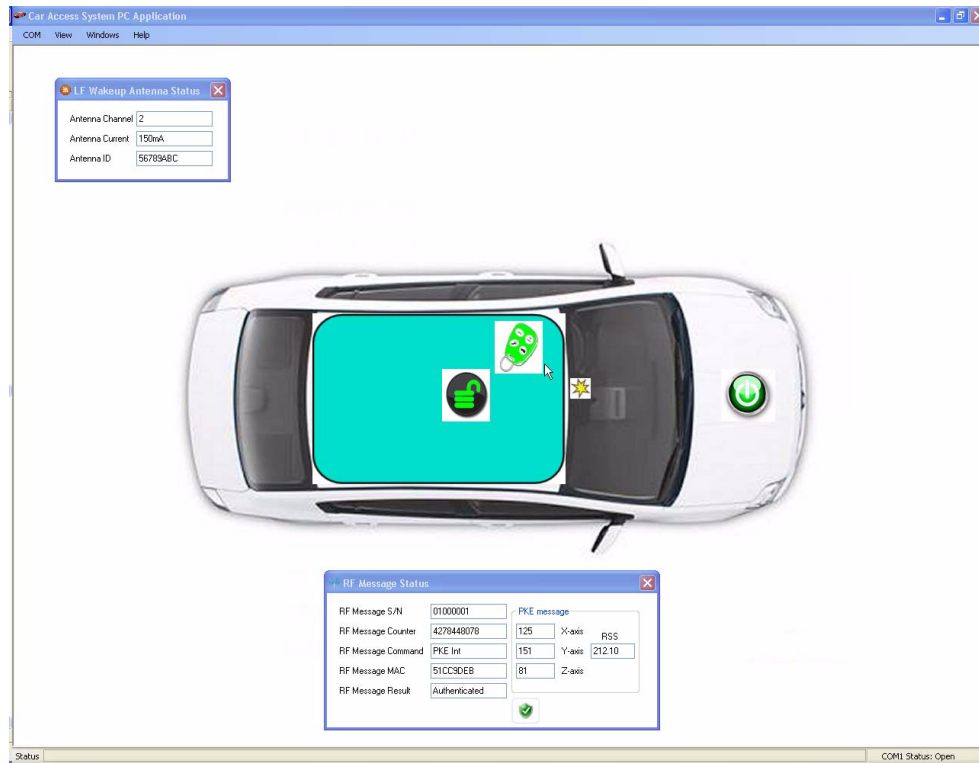 Car Access System PC Application
COM View Windows Help
LF Wakeup Antenna Status
Antenna Channel 2
Antenna Current 150mA
Antenna ID 56789ABC
RF Message Status
RF Message S/N 01000001
PKE message
RF Message Counter 4278448078
125 X-axis
RSS
RF Message Command PKE Int
151 Y-axis 212.10
RF Message MAC 51CC9DEB
81 Z-axis
RF Message Result Authenticated
Status
COM1 Status: Open